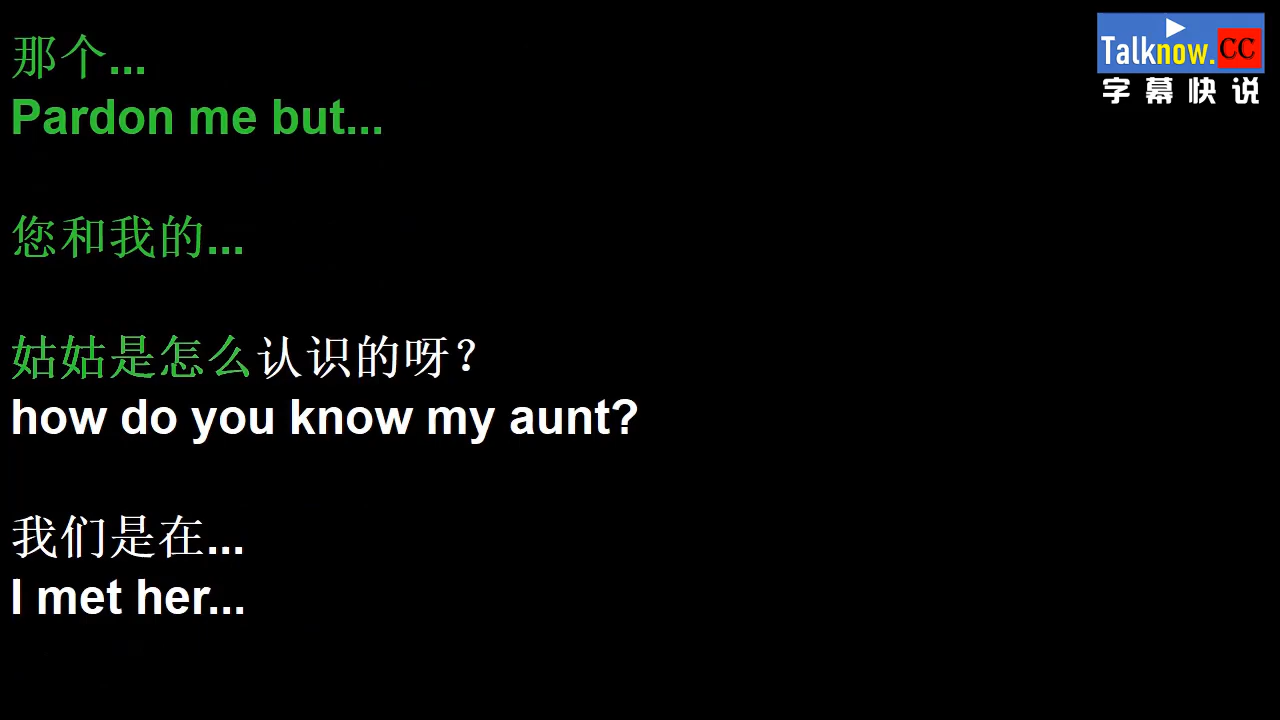 那个...
Pardon me but...
您和我的...
姑姑是怎么认识的呀？
how do you know my aunt?
我们是在...
I met her...
Talknow.CC
字幕快说